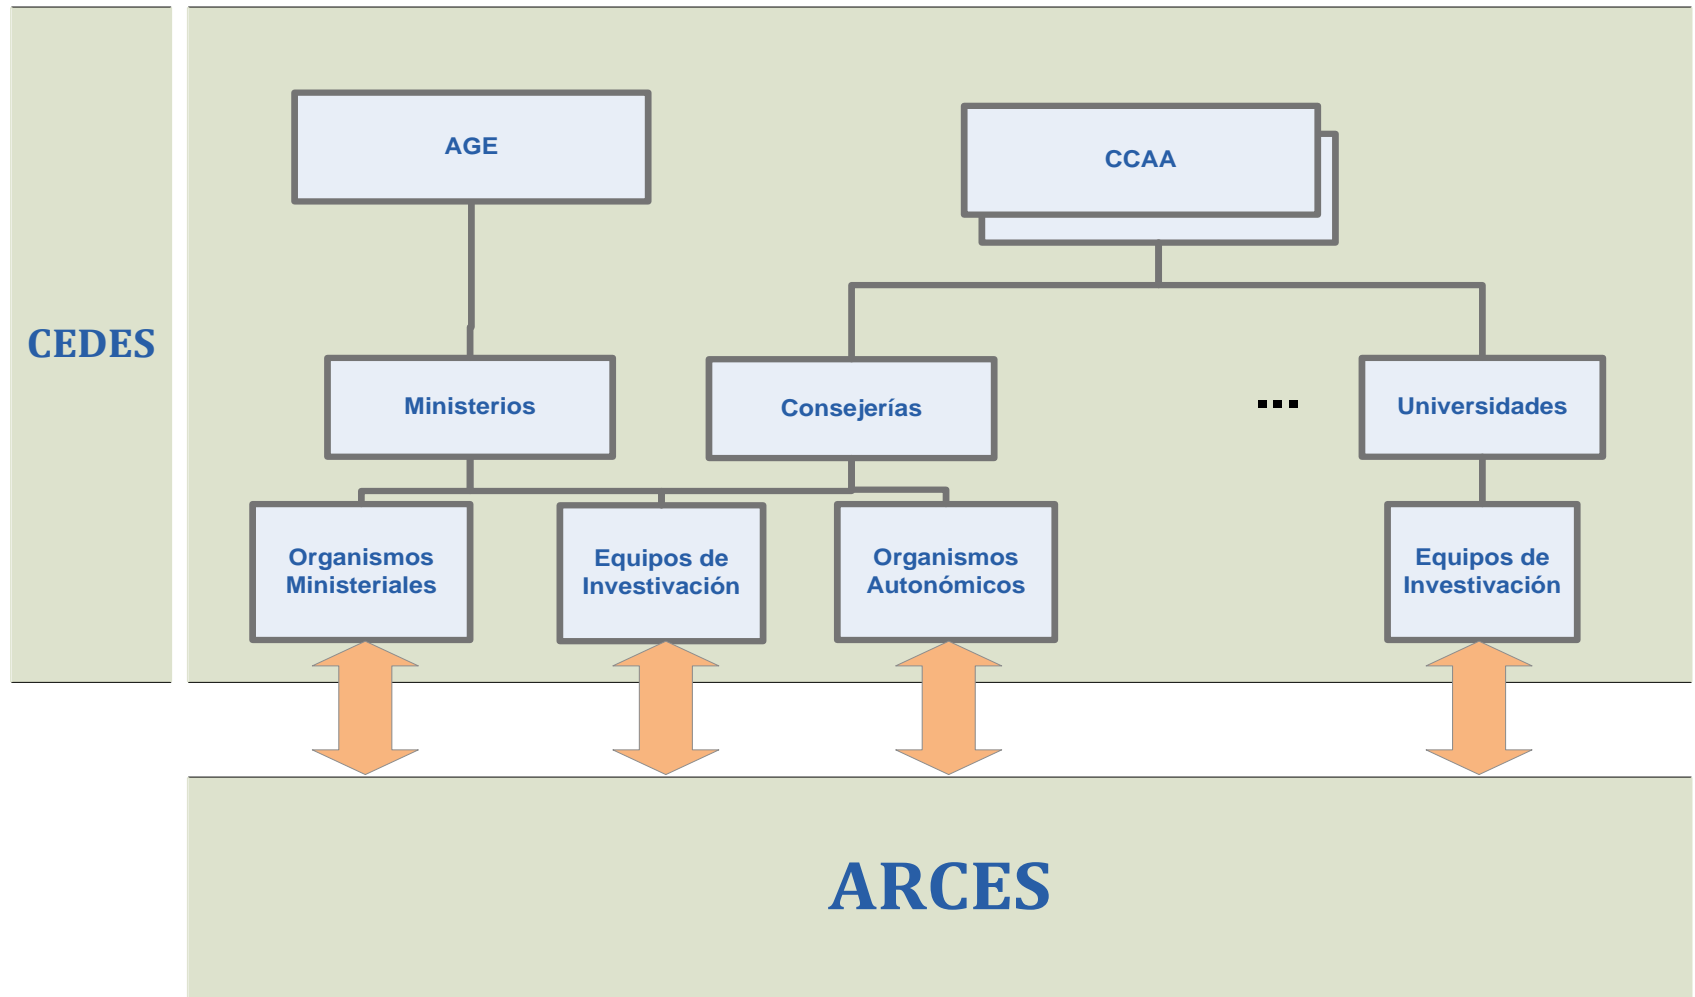 AGE
CCAA
CEDES
Ministerios
Consejerías
...
Universidades
Organismos
Ministeriales
Equipos de
Investivación
Organismos
Autonómicos
Equipos de
Investivación
ARCES